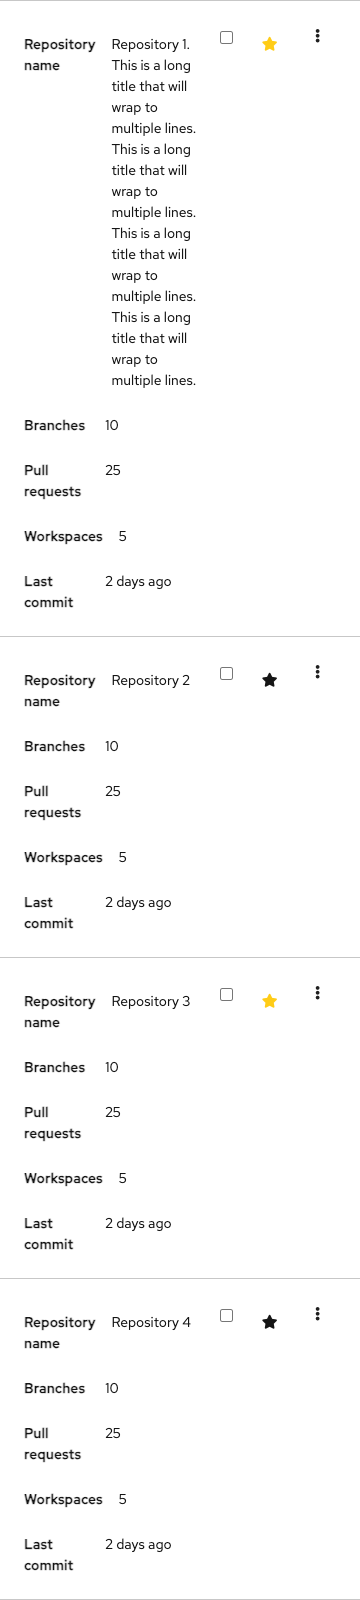 Repository name Repository 1.
This is a long
title that will
wrap to
multiple lines.
This is a long
title that will
wrap to
multiple lines.
This is a long
title that will
wrap to
multiple lines.
This is a long
title that will
wrap to
multiple lines.
Branches 10
Pull requests 25
Workspaces 5
Last commit 2 days ago
Repository name Repository 2
Branches 10
Pull requests 25
Workspaces 5
Last commit 2 days ago
Repository name Repository 3
Branches 10
Pull requests 25
Workspaces 5
Last commit 2 days ago
Repository name Repository 4
Branches 10
Pull requests 25
Workspaces 5
Last commit 2 days ago